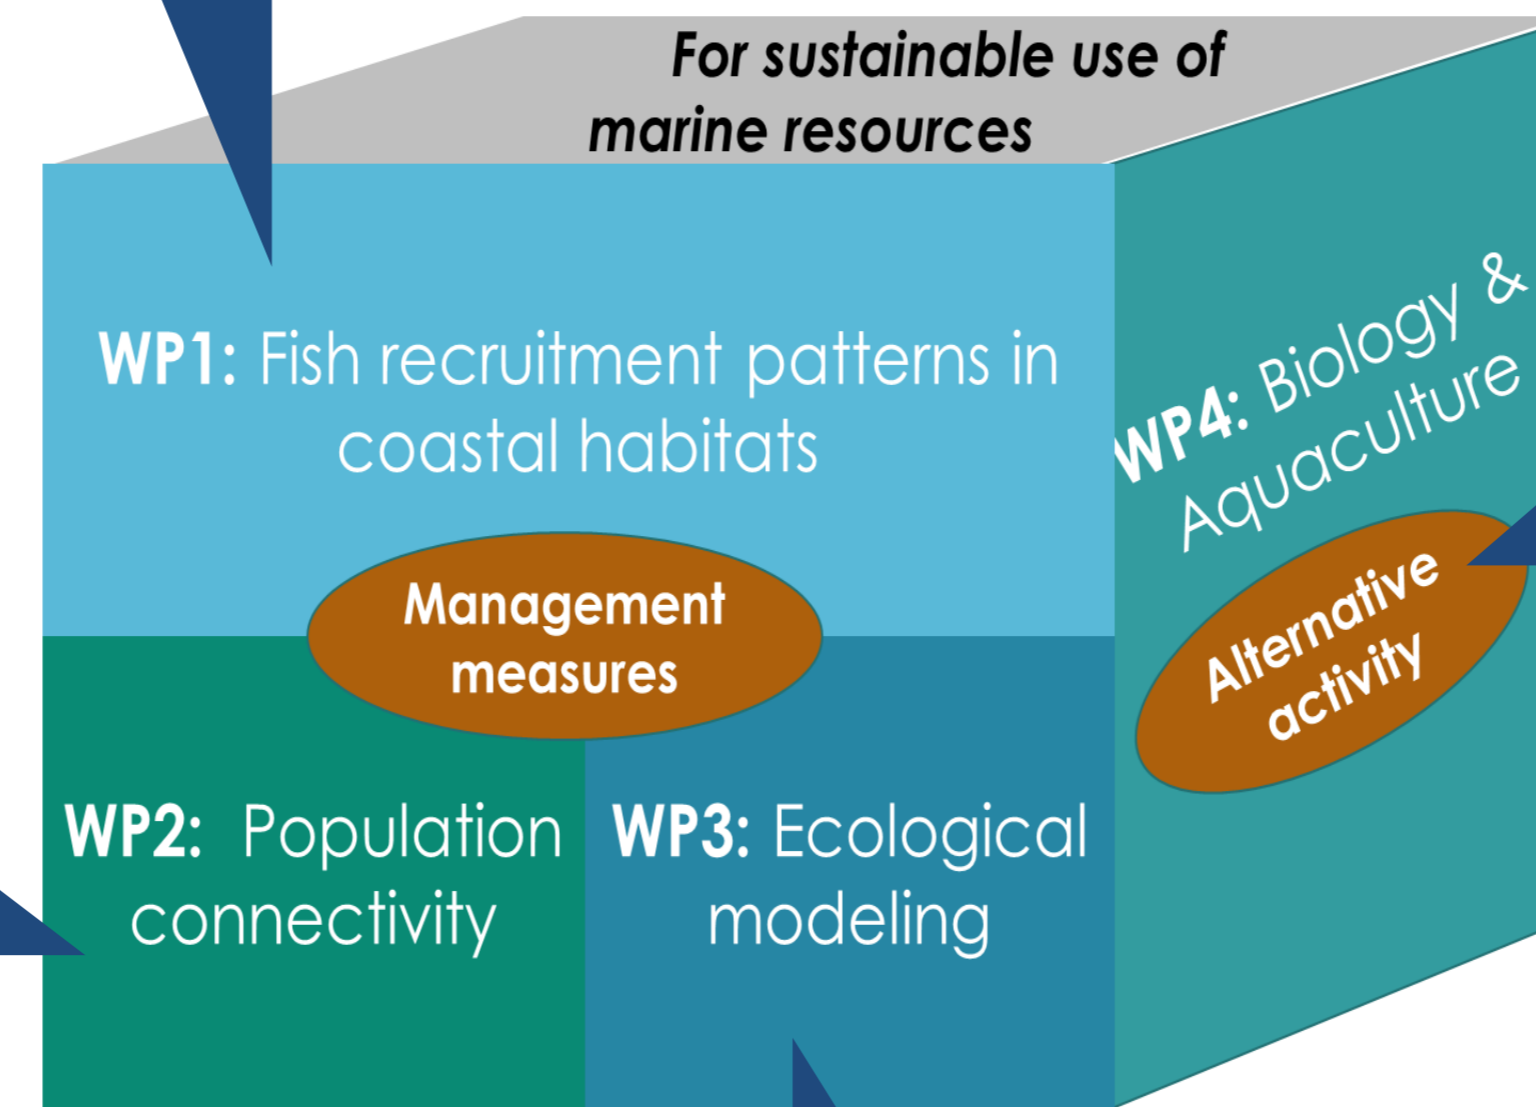 For sustainable use of
marine resources
WP1: Fish recruitment patterns in
coastal habitats
Management
measures
WP2: Population
connectivity
WP3: Ecological
modeling
WP4: Biology &
Aquaculture
Alternative
activity